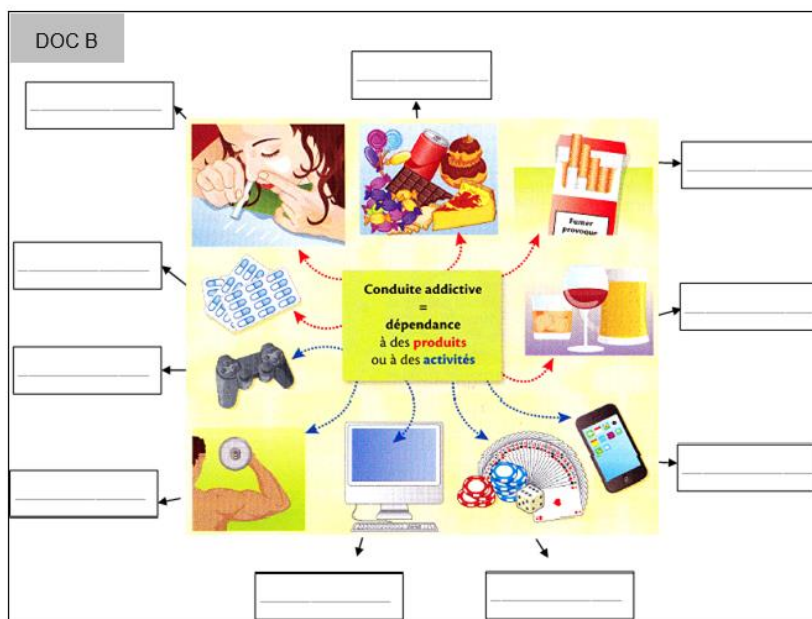 DOC B
Fumer
provoque
Conduite addictive
=
dépendance
à des produits
ou à des activités